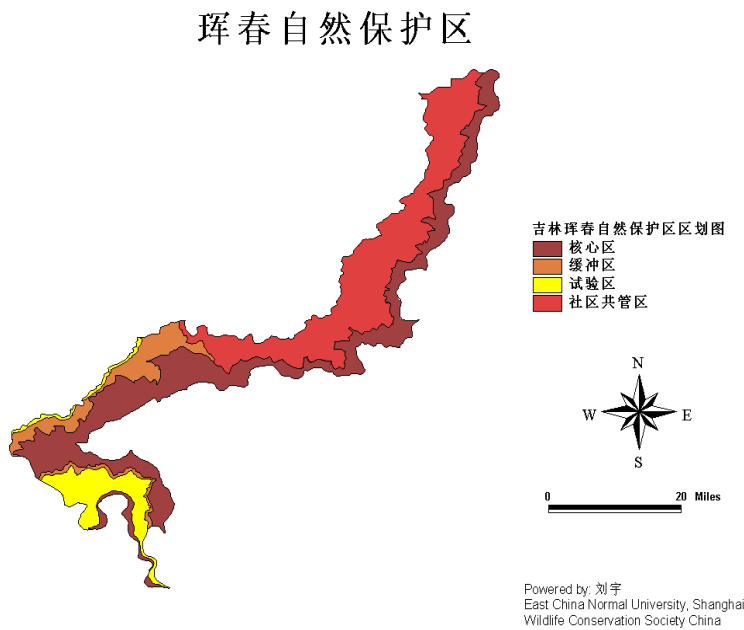 珲春自然保护区
吉林珲春自然保护区区划图
核心区
缓冲区
试验区
社区共管区
N
W
E
S
0
20 Miles
Powered by: 刘宇
East China Normal University, Shanghai
Wildlife Conservation Society China